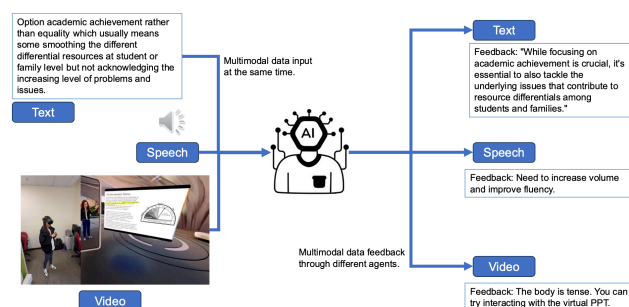 Option academic achievement rather
than equality which usually means
some smoothing the different
differential resources at student or
family level but not acknowledging the
increasing level of problems and
issues.
Text
Speech
Video
Multimodal data input
at the same time.
AI
Multimodal data feedback
through different agents.
Text
Feedback: "While focusing on
academic achievement is crucial, it's
essential to also tackle the
underlying issues that contribute to
resource differentials among
students and families."
Speech
Feedback: Need to increase volume
and improve fluency.
Video
Feedback: The body is tense. You can
try interacting with the virtual PPT.